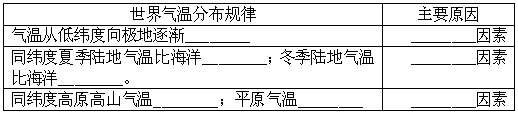 世界气温分布规律 主要原因
气温从低纬度向极地逐渐________ ________因素
同纬度夏季陆地气温比海洋________；冬季陆地气温 ________因素
比海洋________。
同纬度高原高山气温________；平原气温________ ________因素